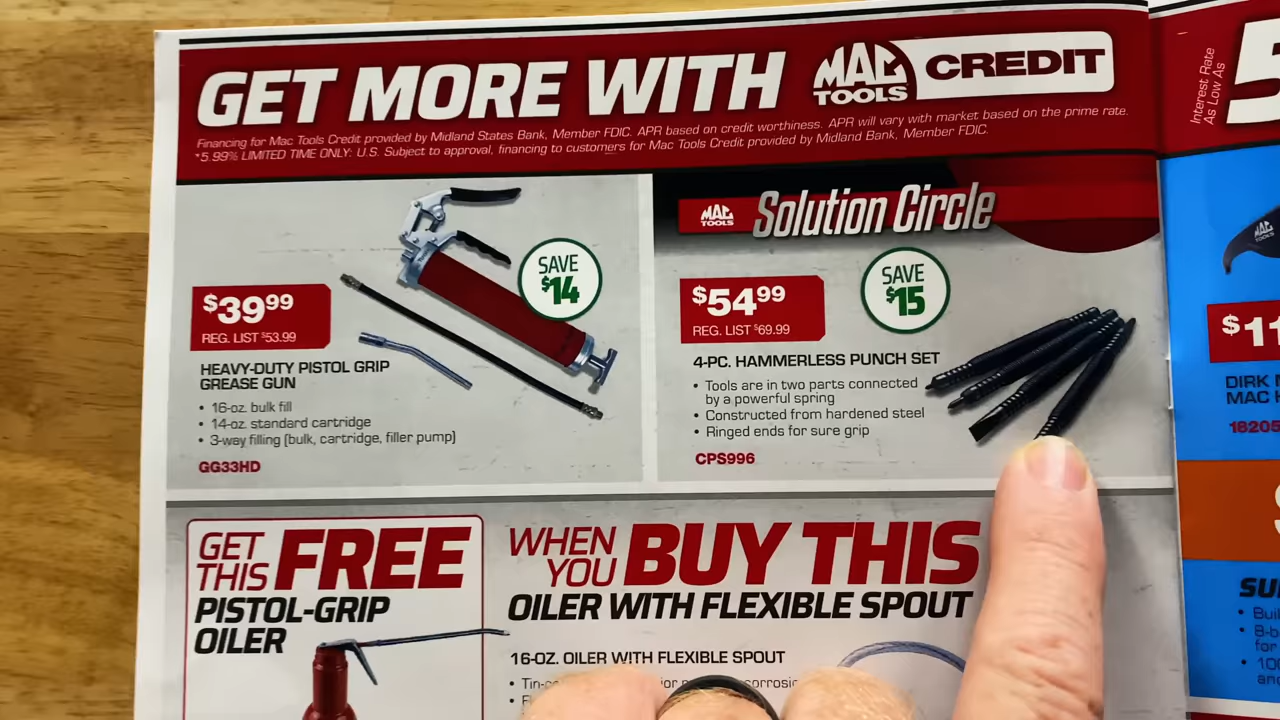 GET MORE WITH MAC TOOLS CREDIT
Financing for Mac Tools Credit provided by Midland States Bank, Member FDIC. APR based on credit worthiness. APR will vary with market based on the prime rate.
*5.99% LIMITED TIME ONLY: U.S. Subject to approval, financing to customers for Mac Tools Credit provided by Midland Bank, Member FDIC.
SAVE
$14
$39.99
REG. LIST $53.99
HEAVY-DUTY PISTOL GRIP
GREASE GUN
• 16-oz. bulk fill
• 14-oz. standard cartridge
• 3-way filling (bulk, cartridge, filler pump)
GG33HD
MAC TOOLS Solution Circle
$54.99
REG. LIST $69.99
SAVE
$15
4-PC. HAMMERLESS PUNCH SET
• Tools are in two parts connected
by a powerful spring
• Constructed from hardened steel
• Ringed ends for sure grip
CPS996
GET
THIS FREE
PISTOL-GRIP
OILER
WHEN
YOU BUY THIS
OILER WITH FLEXIBLE SPOUT
16-OZ. OILER WITH FLEXIBLE SPOUT
Interest Rate
As Low As
5
MAC
TOOLS
$11
DIRK
MAC
18205
•
• 8-b
for
• 100
and